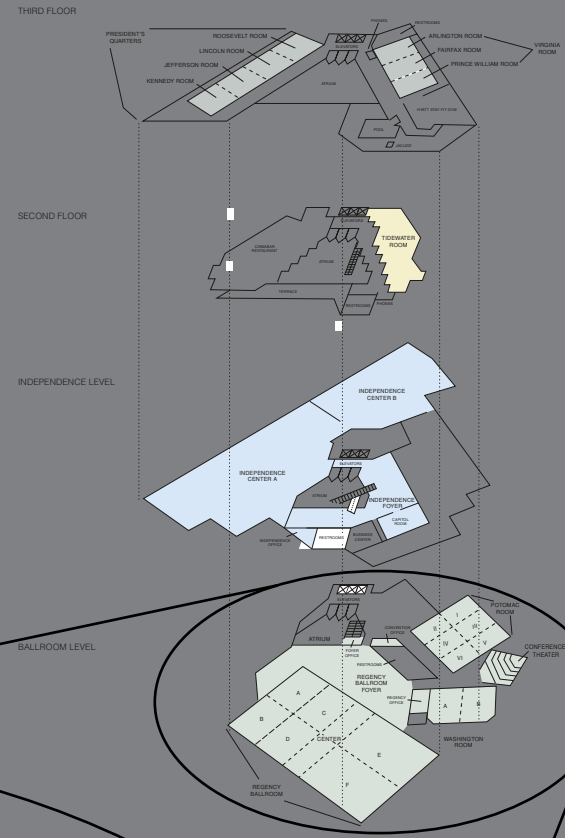 THIRD FLOOR
PHONES
RESTROOMS
PRESIDENT'S
QUARTERS
ROOSEVELT ROOM
ARLINGTON ROOM
ELEVATORS
LINCOLN ROOM
FAIRFAX ROOM
VIRGINIA
ROOM
JEFFERSON ROOM
PRINCE WILLIAM ROOM
KENNEDY ROOM
ATRIUM
POOL
JACUZZI
SECOND FLOOR
ELEVATORS
TIDEWATER
ROOM
RESTAURANT
ATRIUM
TERRACE
RESTROOMS
PHONES
INDEPENDENCE LEVEL
INDEPENDENCE
CENTER B
ELEVATORS
INDEPENDENCE
CENTER A
ATRIUM
INDEPENDENCE
FOYER
CAPITOL
ROOM
INDEPENDENCE
OFFICE
RESTROOMS
BUSINESS
CENTER
ELEVATORS
BALLROOM LEVEL
ATRIUM
FOYER
OFFICE
CONVENTION
OFFICE
RESTROOMS
POTOMAC
ROOM
I
II
III
IV
V
VI
CONFERENCE
THEATER
REGENCY
BALLROOM
FOYER
REGENCY
OFFICE
A
B
WASHINGTON
ROOM
A
B
C
D
CENTER
E
F
REGENCY
BALLROOM